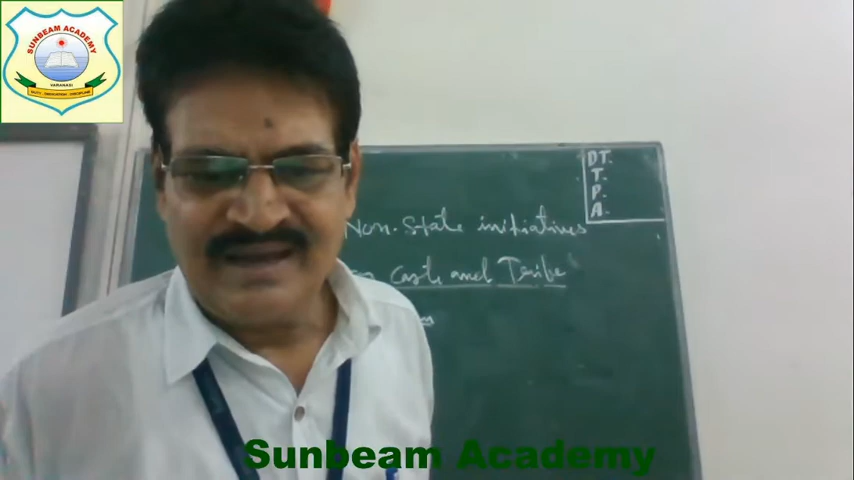 SUNBEAM ACADEMY
VARANASI
DT.
T.
P.
A.
Non-State initiatives
Caste and Tribe
Sunbeam Academy